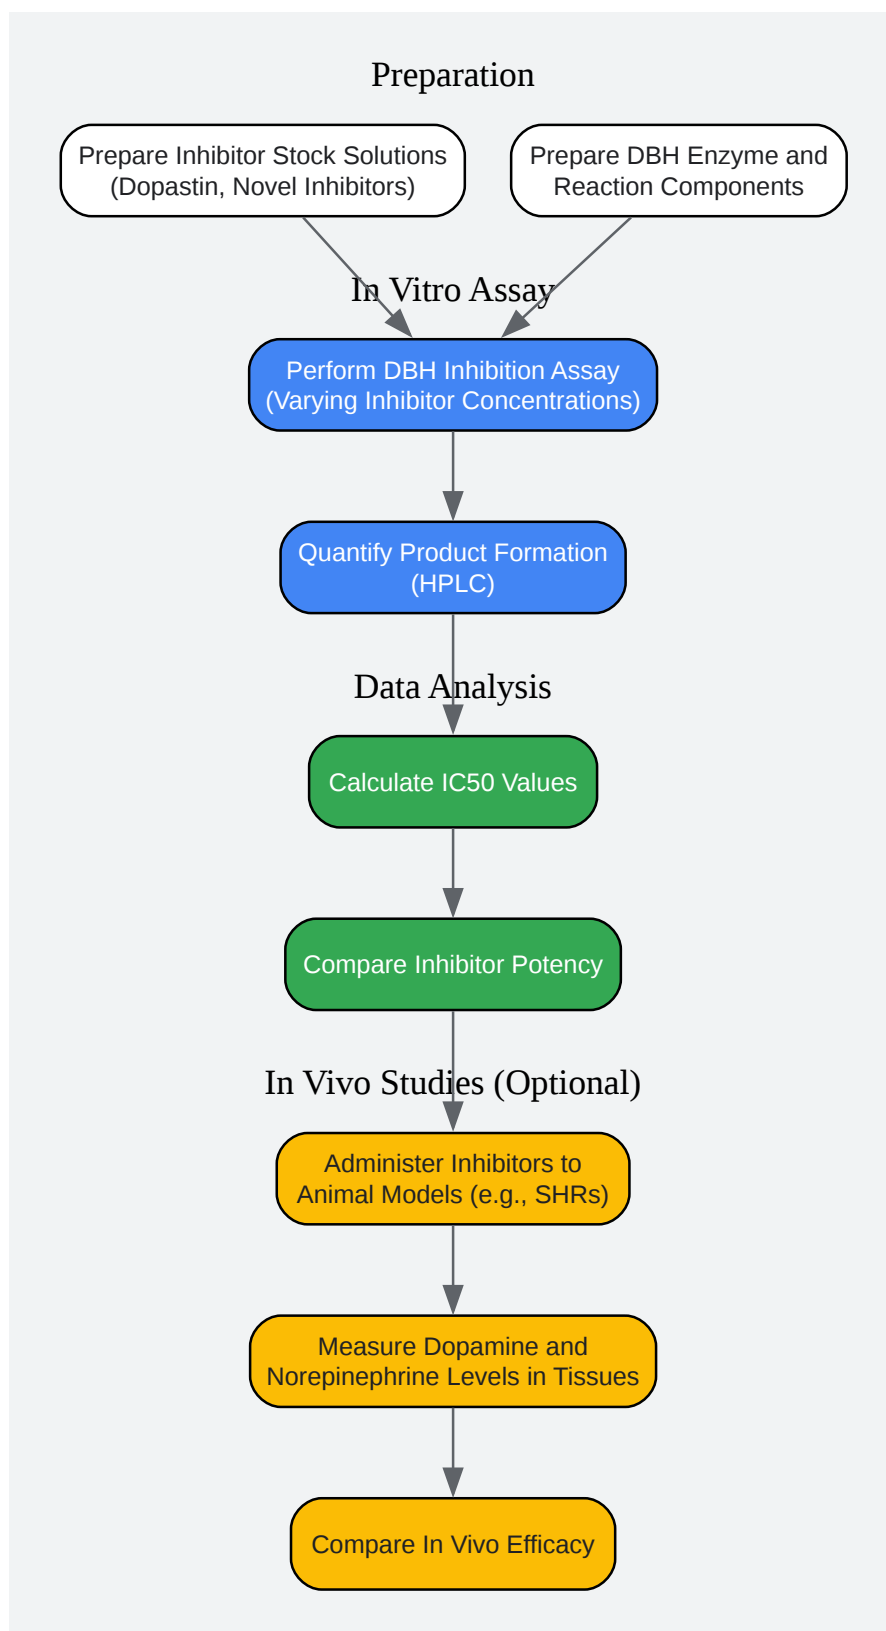 Preparation
Prepare Inhibitor Stock Solutions
(Dopastin, Novel Inhibitors)
Prepare DBH Enzyme and
Reaction Components
In Vitro Assay
Perform DBH Inhibition Assay
(Varying Inhibitor Concentrations)
Quantify Product Formation
(HPLC)
Data Analysis
Calculate IC50 Values
Compare Inhibitor Potency
In Vivo Studies (Optional)
Administer Inhibitors to
Animal Models (e.g., SHRs)
Measure Dopamine and
Norepinephrine Levels in Tissues
Compare In Vivo Efficacy